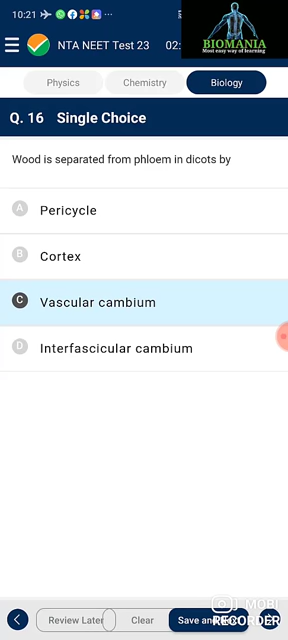 10:21
NTA NEET Test 23
02:
BIOMANIA
Most easy way of learning
Physics
Chemistry
Biology
Q. 16 Single Choice
Wood is separated from phloem in dicots by
A Pericycle
B Cortex
C Vascular cambium
D Interfascicular cambium
MOBI
RECORDER
Review Later
Clear
Save and